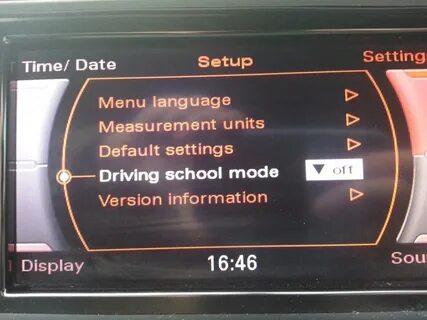 Time/ Date Setup Setting
Menu language
Measurement units
Default settings
Driving school mode off
Version information
Display 16:46 Sou